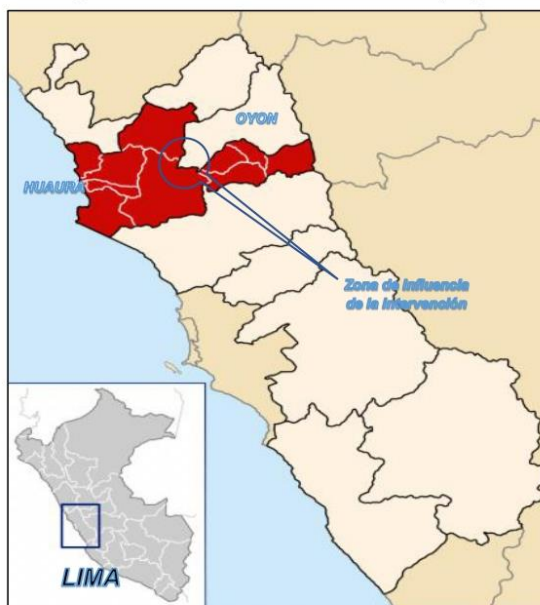 OYON
HUAURA
Zona de Influencia
de la Intervención
LIMA